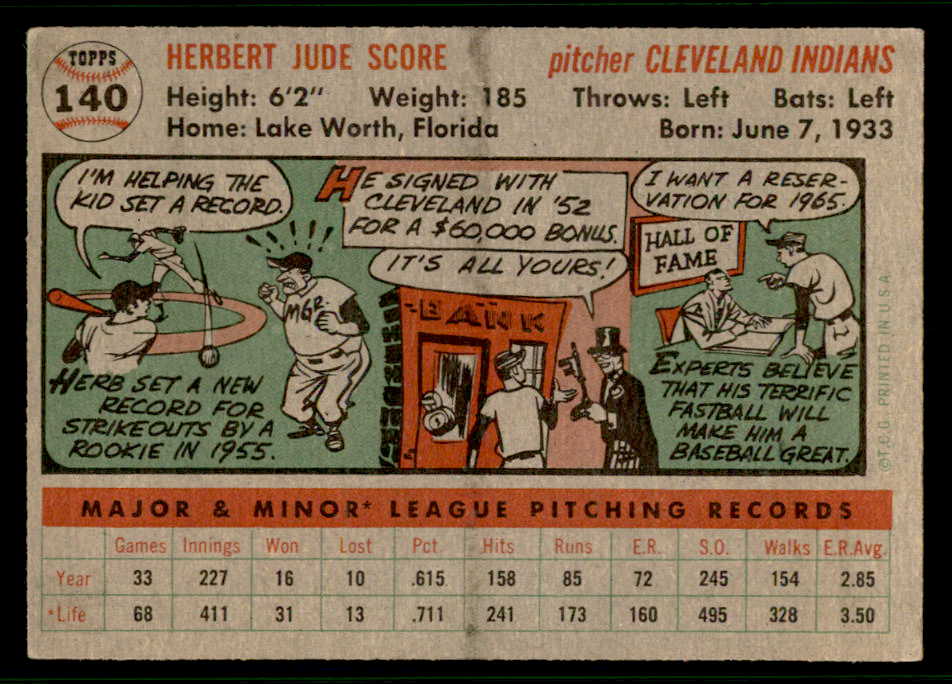 TOPPS
140
HERBERT JUDE SCORE
pitcher CLEVELAND INDIANS
Height: 6'2" Weight: 185 Throws: Left Bats: Left
Home: Lake Worth, Florida Born: June 7, 1933
I'M HELPING THE
KID SET A RECORD.
MGR.
HERB SET A NEW
RECORD FOR
STRIKEOUTS BY A
ROOKIE IN 1955.
HE SIGNED WITH
CLEVELAND IN '52
FOR A $60,000 BONUS.
IT'S ALL YOURS!
BANK
I WANT A RESER-
VATION FOR 1965.
HALL OF
FAME
EXPERTS BELIEVE
THAT HIS TERRIFIC
FASTBALL WILL
MAKE HIM A
BASEBALL GREAT.
©T.C.G. PRINTED IN U.S.A.
MAJOR & MINOR* LEAGUE PITCHING RECORDS
Games Innings Won Lost Pct Hits Runs E.R. S.O. Walks E.R.Avg.
Year 33 227 16 10 .615 158 85 72 245 154 2.85
*Life 68 411 31 13 .711 241 173 160 495 328 3.50